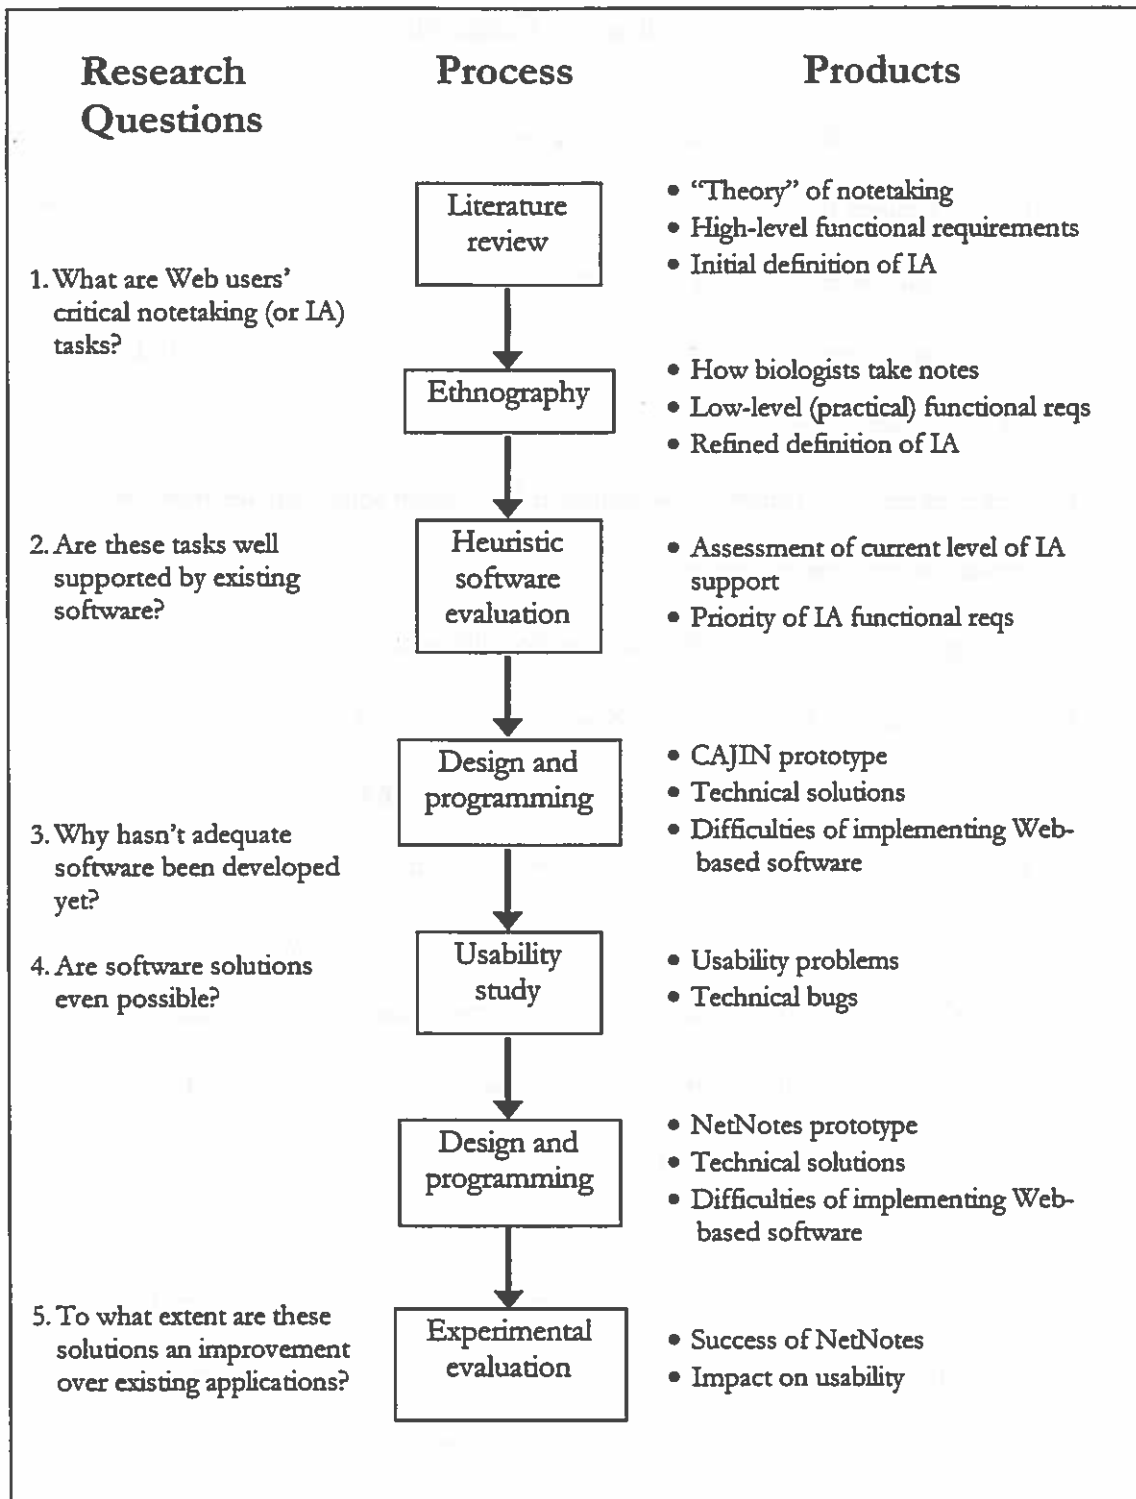 Research
Questions
Process
Products
Literature
review
• “Theory” of notetaking
• High-level functional requirements
• Initial definition of IA
1. What are Web users’
critical notetaking (or IA)
tasks?
Ethnography
• How biologists take notes
• Low-level (practical) functional reqs
• Refined definition of IA
2. Are these tasks well
supported by existing
software?
Heuristic
software
evaluation
• Assessment of current level of IA
support
• Priority of IA functional reqs
Design and
programming
• CAJIN prototype
• Technical solutions
• Difficulties of implementing Web-
based software
3. Why hasn’t adequate
software been developed
yet?
4. Are software solutions
even possible?
Usability
study
• Usability problems
• Technical bugs
Design and
programming
• NetNotes prototype
• Technical solutions
• Difficulties of implementing Web-
based software
5. To what extent are these
solutions an improvement
over existing applications?
Experimental
evaluation
• Success of NetNotes
• Impact on usability